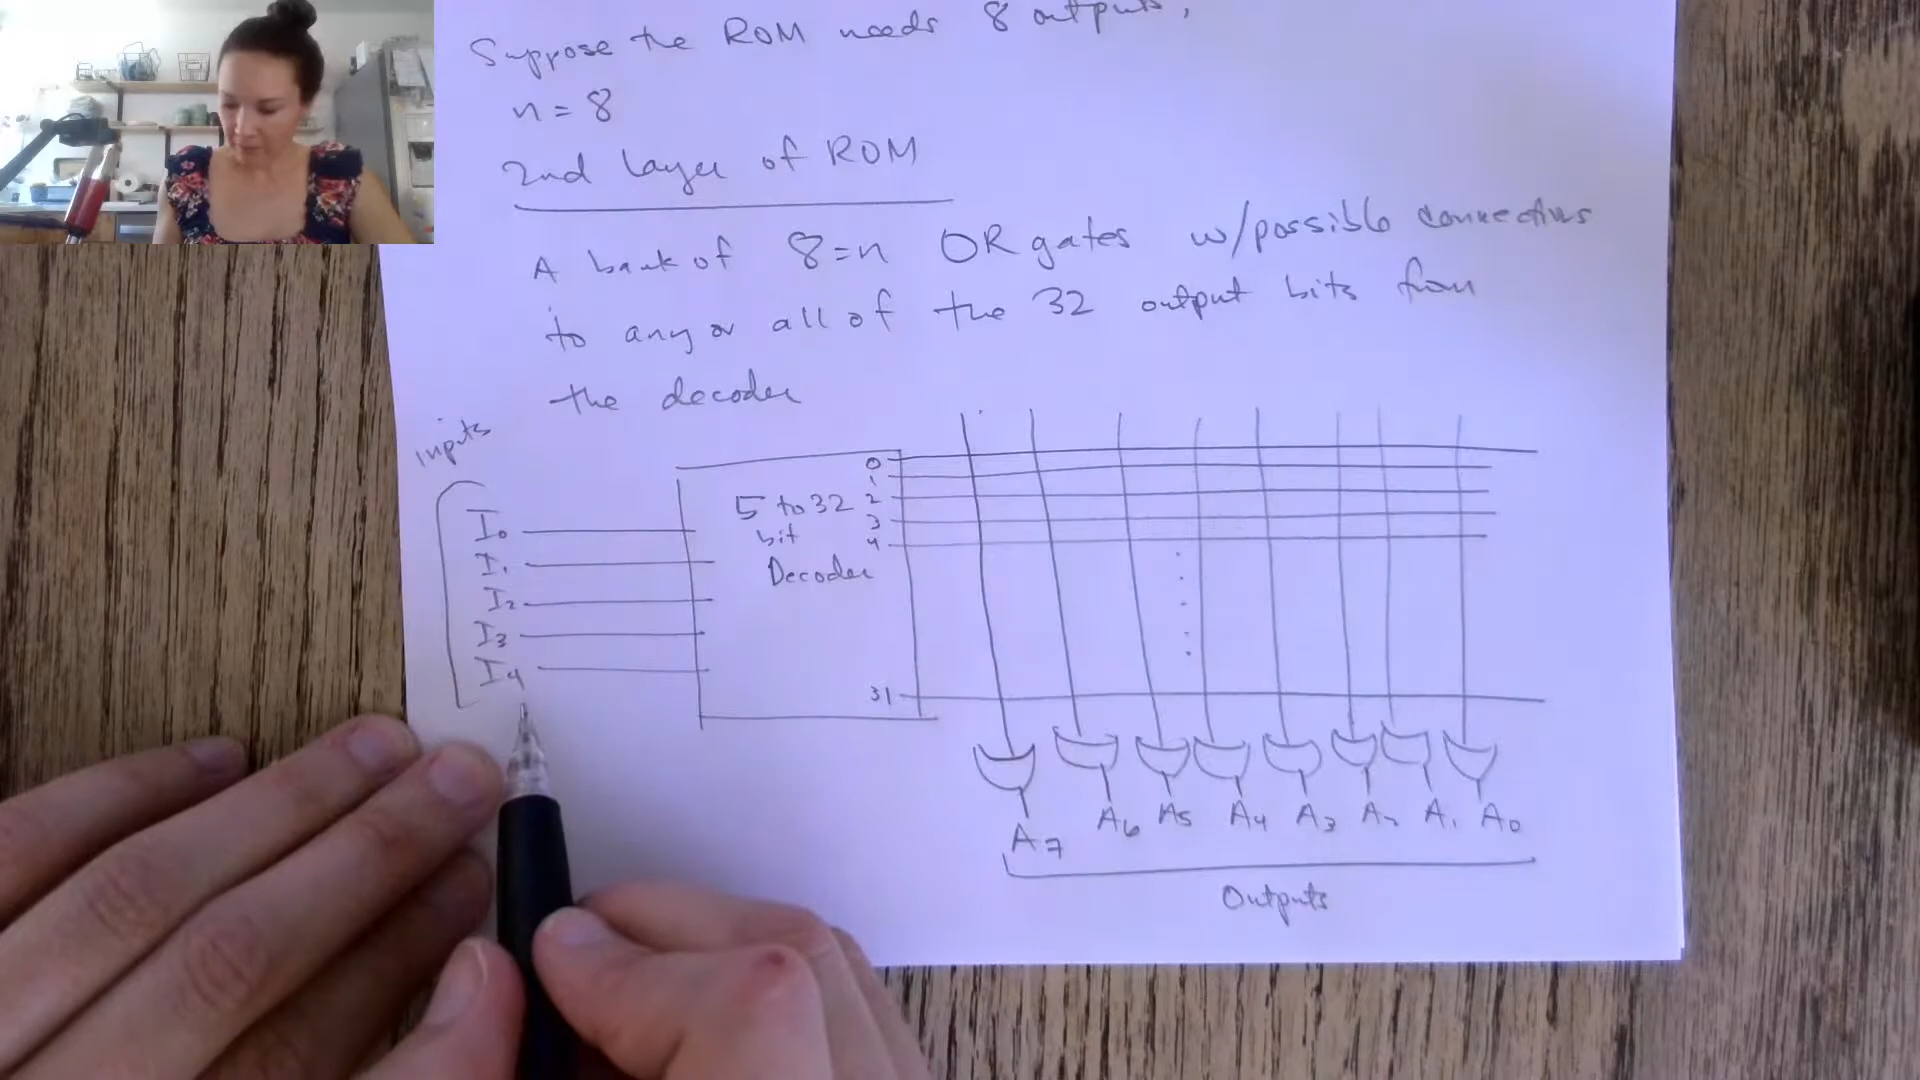 Suppose the ROM needs 8 outputs,
n = 8
2nd layer of ROM
A bank of 8=n OR gates w/possible connections
to any or all of the 32 output bits from
the decoder
inputs
I0
I1
I2
I3
I4
5 to 32
bit
Decoder
0
1
2
3
4
31
A7 A6 A5 A4 A3 A2 A1 A0
Outputs